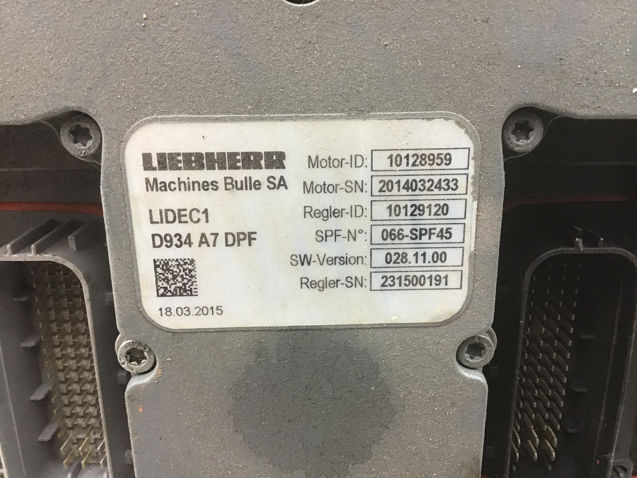 LIEBHERR
Machines Bulle SA
LIDEC1
D934 A7 DPF
18.03.2015
Motor-ID: 10128959
Motor-SN: 2014032433
Regler-ID: 10129120
SPF-N°: 066-SPF45
SW-Version: 028.11.00
Regler-SN: 231500191